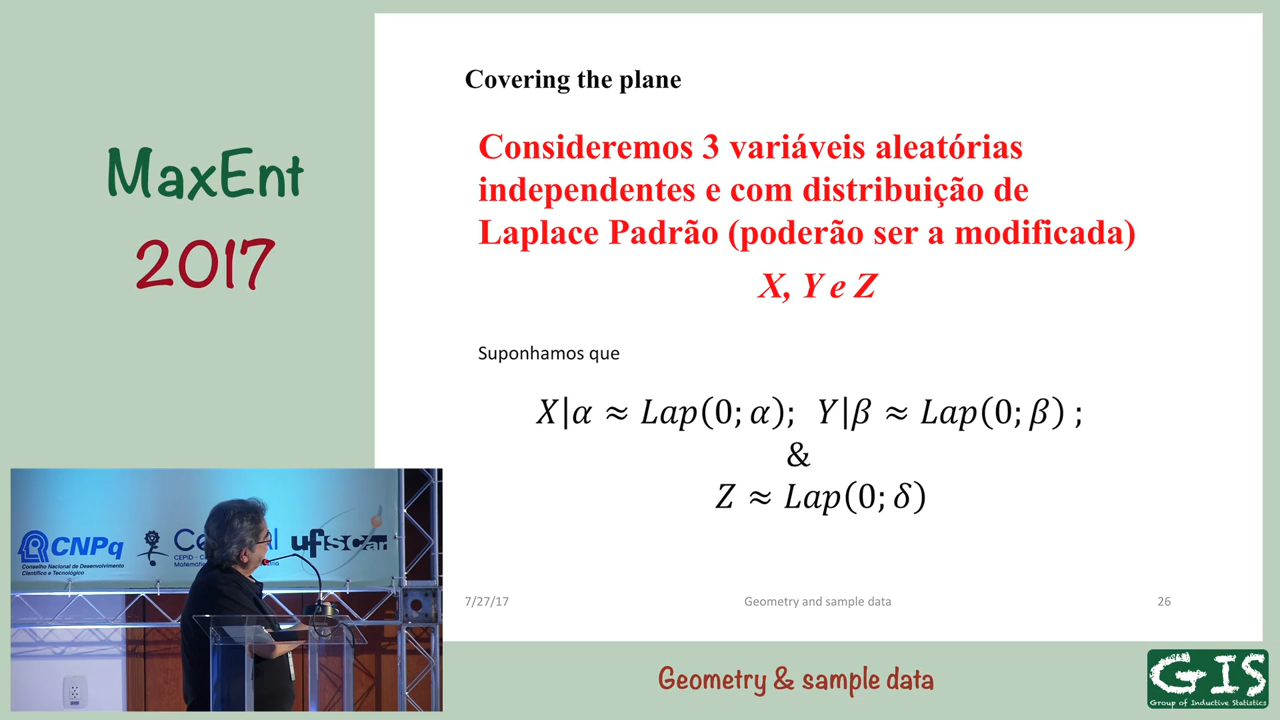 MaxEnt
2017
Covering the plane
Consideremos 3 variáveis aleatórias
independentes e com distribuição de
Laplace Padrão (poderão ser a modificada)
X, Y e Z
Suponhamos que
X|α ≈ Lap(0; α); Y|β ≈ Lap(0; β) ;
&
Z ≈ Lap(0; δ)
7/27/17
Geometry and sample data
26
CNPq
Conselho Nacional de Desenvolvimento
Científico e Tecnológico
ufscar
Geometry & sample data
GIS
Group of Inductive Statistics